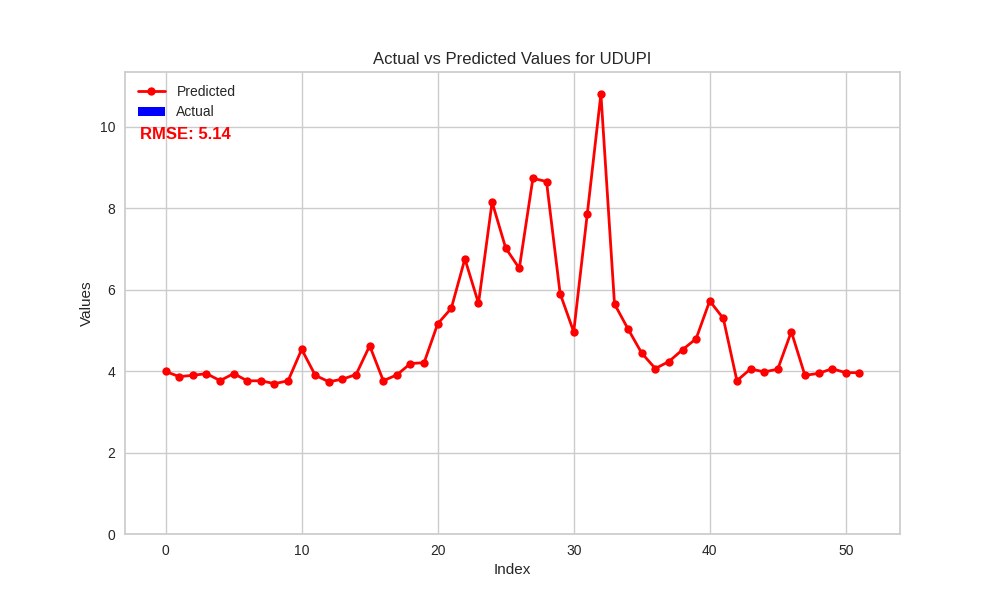 Actual vs Predicted Values for UDUPI
Predicted
Actual
RMSE: 5.14
Values
10
8
6
4
2
0
0
10
20
30
40
50
Index